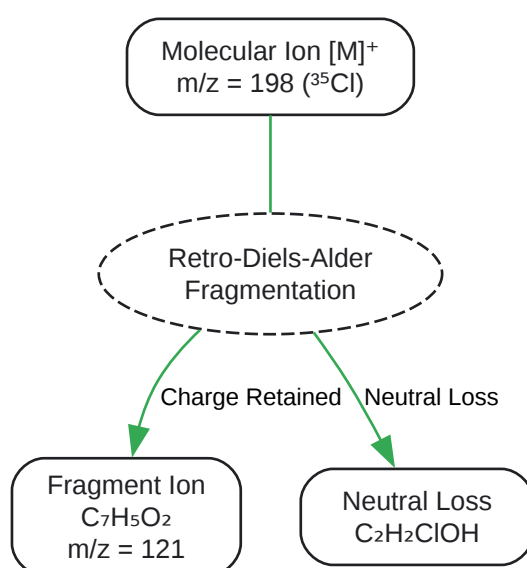 Molecular Ion [M]⁺
m/z = 198 (³⁵Cl)
Retro-Diels-Alder
Fragmentation
Charge Retained
Neutral Loss
Fragment Ion
C₇H₅O₂
m/z = 121
Neutral Loss
C₂H₂ClOH